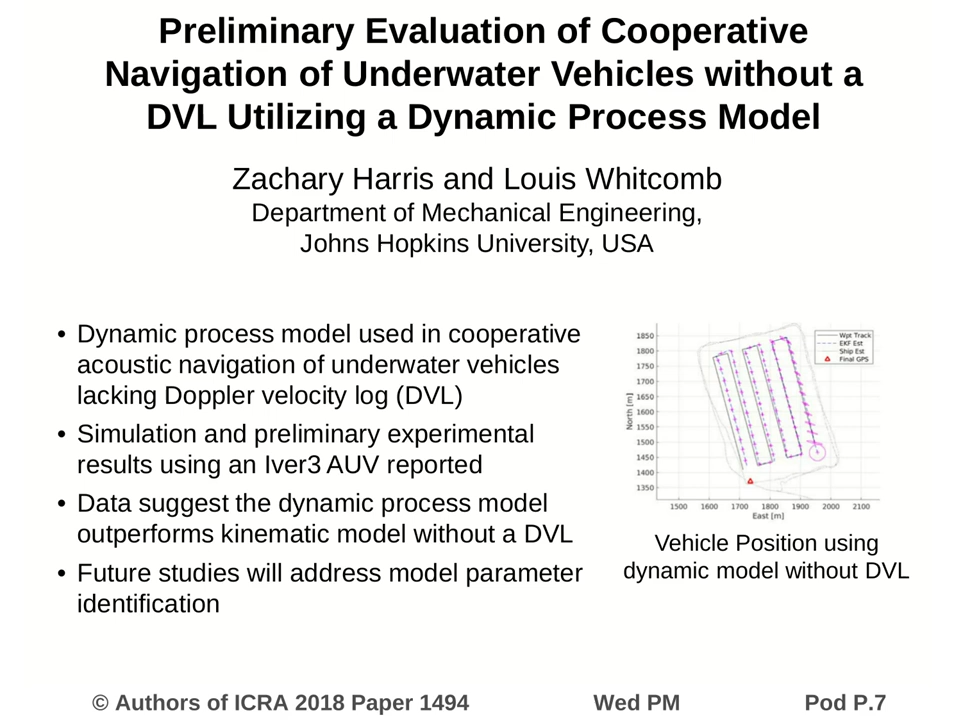 Preliminary Evaluation of Cooperative
Navigation of Underwater Vehicles without a
DVL Utilizing a Dynamic Process Model
Zachary Harris and Louis Whitcomb
Department of Mechanical Engineering,
Johns Hopkins University, USA
• Dynamic process model used in cooperative
acoustic navigation of underwater vehicles
lacking Doppler velocity log (DVL)
• Simulation and preliminary experimental
results using an Iver3 AUV reported
• Data suggest the dynamic process model
outperforms kinematic model without a DVL
• Future studies will address model parameter
identification
Wpt Track
EKF Est
Ship Est
Final GPS
1850
1800
1750
1700
1650
1600
1550
1500
1450
1400
1350
North [m]
1500 1600 1700 1800 1900 2000 2100
East [m]
Vehicle Position using
dynamic model without DVL
© Authors of ICRA 2018 Paper 1494 Wed PM Pod P.7